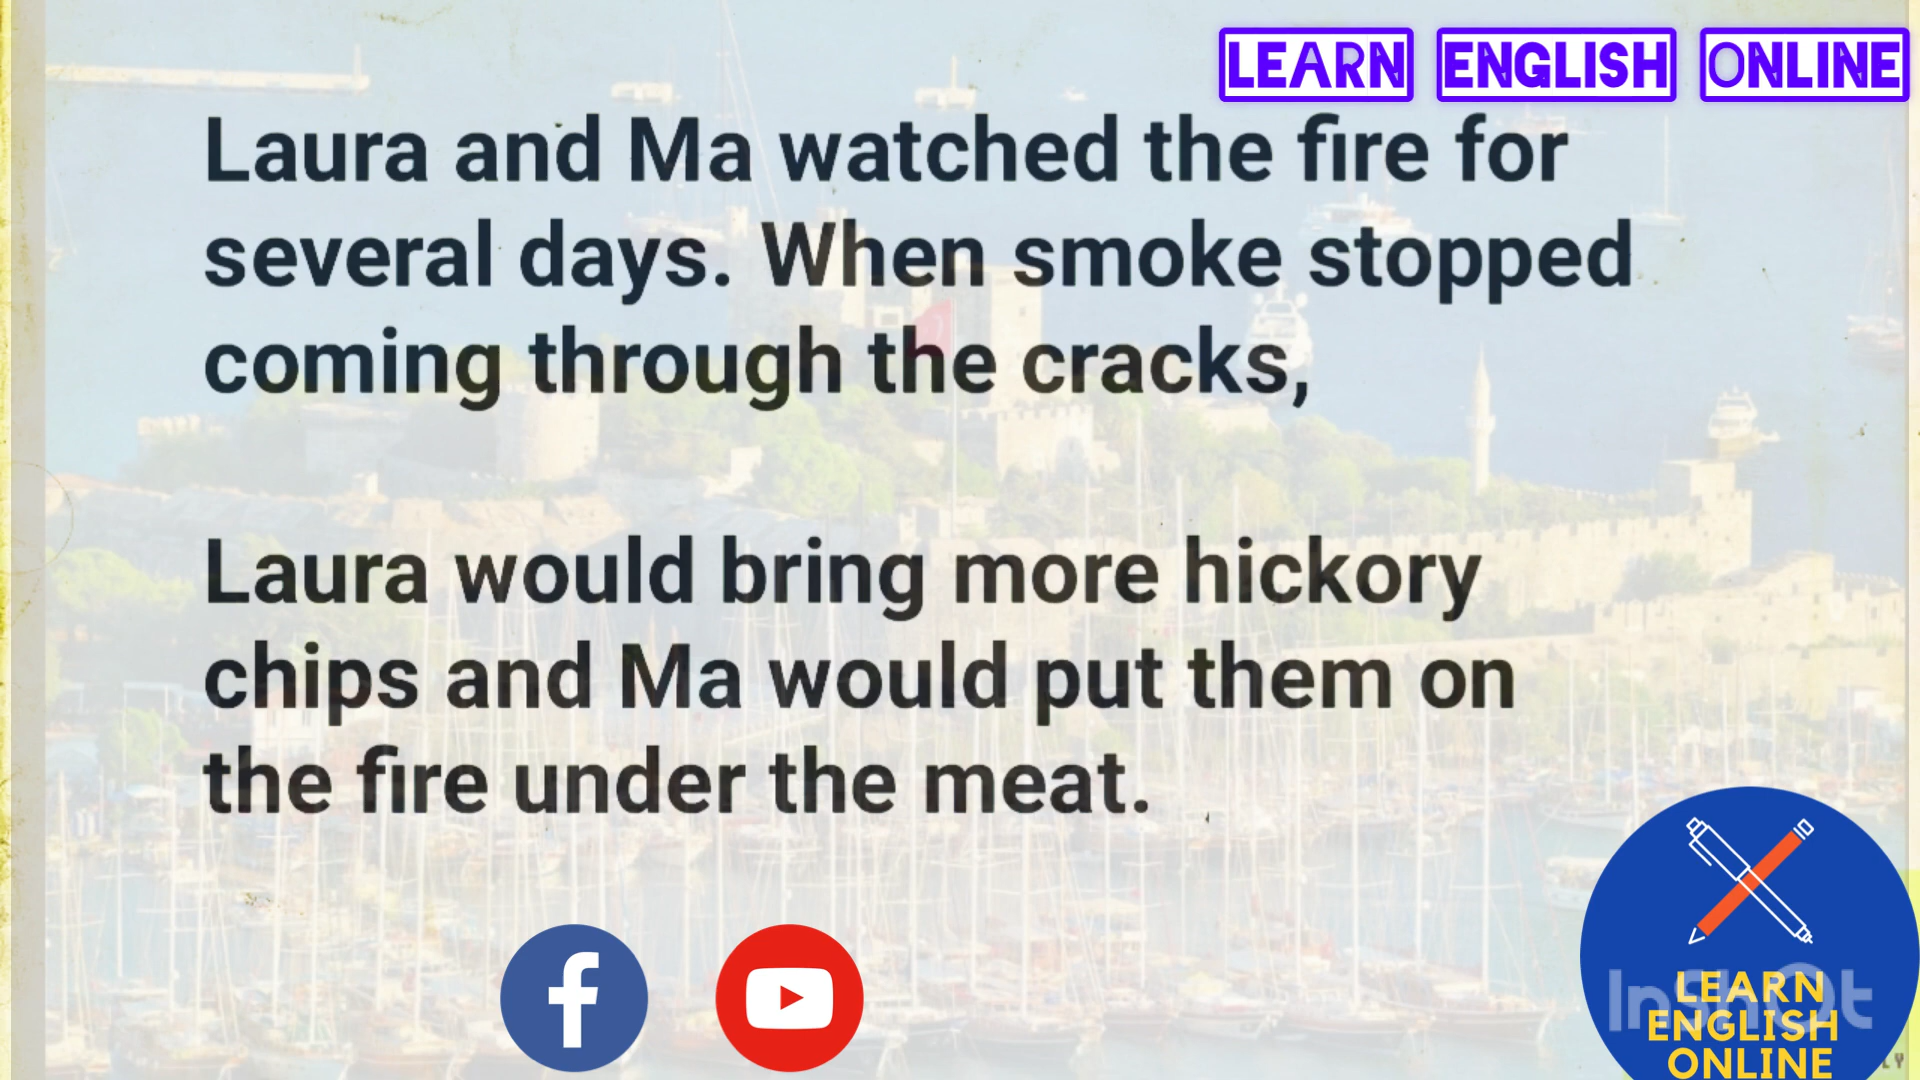 LEARN ENGLISH ONLINE
Laura and Ma watched the fire for
several days. When smoke stopped
coming through the cracks,
Laura would bring more hickory
chips and Ma would put them on
the fire under the meat.
InShOt
LEARN
ENGLISH
ONLINE